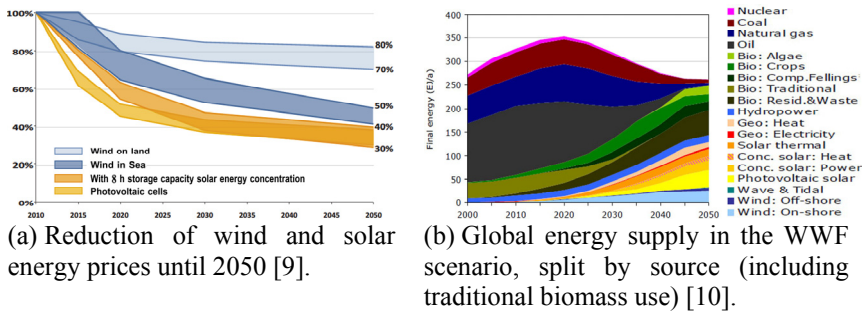 100%
80%
60%
40%
20%
0%
2010 2015 2020 2030 2040 2050
80%
70%
50%
40%
30%
Wind on land
Wind in Sea
With 8 h storage capacity solar energy concentration
Photovoltaic cells
(a) Reduction of wind and solar
energy prices until 2050 [9].
Final energy (EJ/a)
400
350
300
250
200
150
100
50
0
2000 2010 2020 2030 2040 2050
Nuclear
Coal
Natural gas
Oil
Bio: Algae
Bio: Crops
Bio: Comp.Fellings
Bio: Traditional
Bio: Resid.&Waste
Hydropower
Geo: Heat
Geo: Electricity
Solar thermal
Conc. solar: Heat
Conc. solar: Power
Photovoltaic solar
Wave & Tidal
Wind: Off-shore
Wind: On-shore
(b) Global energy supply in the WWF
scenario, split by source (including
traditional biomass use) [10].